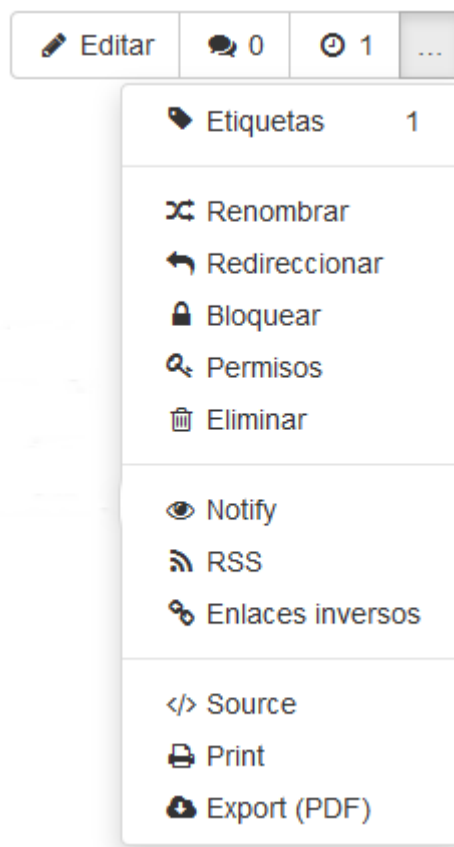 Editar 0 1 ...
Etiquetas 1
Renombrar
Redireccionar
Bloquear
Permisos
Eliminar
Notify
RSS
Enlaces inversos
</> Source
Print
Export (PDF)